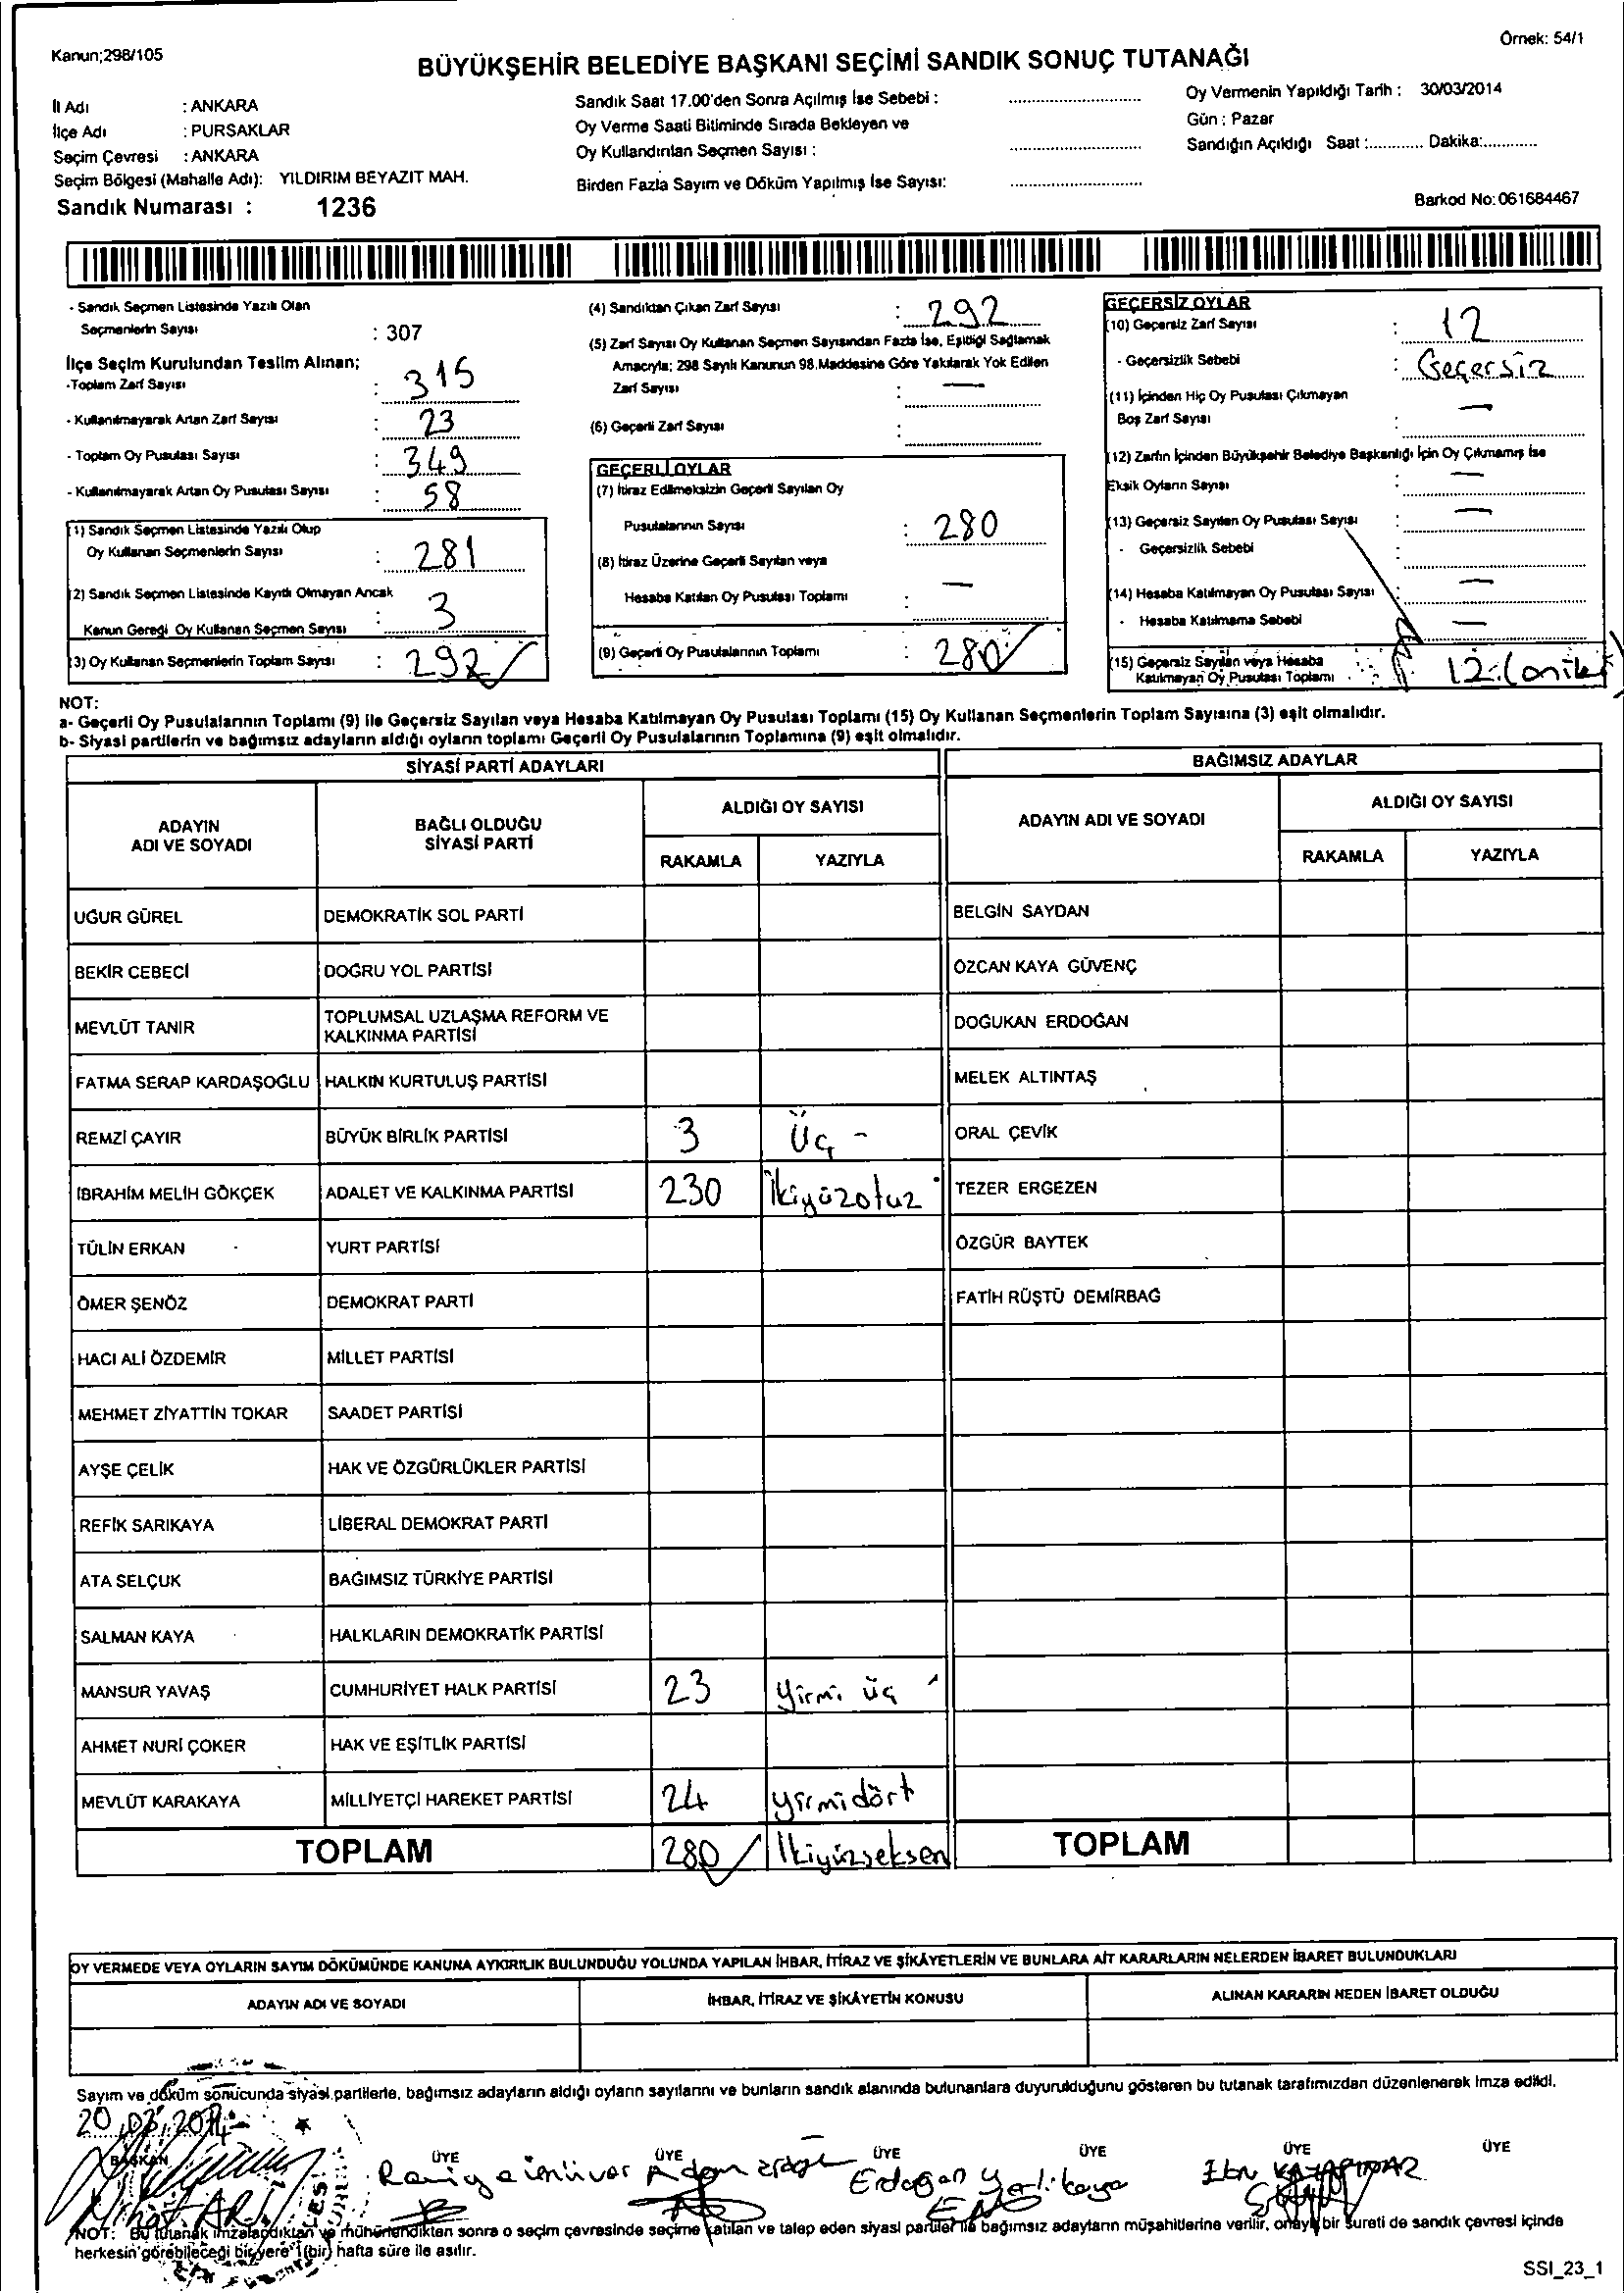 Kanun;298/105
Örnek: 54/1
BÜYÜKŞEHİR BELEDİYE BAŞKANI SEÇİMİ SANDIK SONUÇ TUTANAĞI
İl Adı : ANKARA
İlçe Adı : PURSAKLAR
Seçim Çevresi : ANKARA
Seçim Bölgesi (Mahalle Adı): YILDIRIM BEYAZIT MAH.
Sandık Numarası : 1236
Sandık Saat 17.00'den Sonra Açılmış İse Sebebi :
Oy Verme Saati Bitiminde Sırada Bekleyen ve
Oy Kullandırılan Seçmen Sayısı :
Birden Fazla Sayım ve Döküm Yapılmış İse Sayısı:
Oy Vermenin Yapıldığı Tarih : 30/03/2014
Gün : Pazar
Sandığın Açıldığı Saat :............ Dakika:............
Barkod No: 061684467
- Sandık Seçmen Listesinde Yazılı Olan
Seçmenlerin Sayısı : 307
İlçe Seçim Kurulundan Teslim Alınan;
-Toplam Zarf Sayısı : 315
- Kullanılmayarak Artan Zarf Sayısı : 23
- Toplam Oy Pusulası Sayısı : 349
- Kullanılmayarak Artan Oy Pusulası Sayısı : 58
(1) Sandık Seçmen Listesinde Yazılı Olup
Oy Kullanan Seçmenlerin Sayısı : 281
(2) Sandık Seçmen Listesinde Kayıtlı Olmayan Ancak
Kanun Gereği Oy Kullanan Seçmen Sayısı : 3
(3) Oy Kullanan Seçmenlerin Toplam Sayısı : 292
(4) Sandıktan Çıkan Zarf Sayısı : 292
(5) Zarf Sayısı Oy Kullanan Seçmen Sayısından Fazla İse, Eşitliği Sağlamak
Amacıyla; 298 Sayılı Kanunun 98.Maddesine Göre Yakılarak Yok Edilen
Zarf Sayısı : —
(6) Geçerli Zarf Sayısı :
GEÇERLİ OYLAR
(7) İtiraz Edilmeksizin Geçerli Sayılan Oy
Pusulalarının Sayısı : 280
(8) İtiraz Üzerine Geçerli Sayılan veya
Hesaba Katılan Oy Pusulası Toplamı : —
(9) Geçerli Oy Pusulalarının Toplamı : 280
GEÇERSİZ OYLAR
(10) Geçersiz Zarf Sayısı : 12
- Geçersizlik Sebebi : Geçersiz
(11) İçinden Hiç Oy Pusulası Çıkmayan
Boş Zarf Sayısı : —
(12) Zarfın İçinden Büyükşehir Belediye Başkanlığı İçin Oy Çıkmamış İse
Eksik Oyların Sayısı : —
(13) Geçersiz Sayılan Oy Pusulası Sayısı : —
- Geçersizlik Sebebi :
(14) Hesaba Katılmayan Oy Pusulası Sayısı : —
- Hesaba Katılmama Sebebi : —
(15) Geçersiz Sayılan veya Hesaba
Katılmayan Oy Pusulası Toplamı : 12 (oniki)
NOT:
a- Geçerli Oy Pusulalarının Toplamı (9) ile Geçersiz Sayılan veya Hesaba Katılmayan Oy Pusulası Toplamı (15) Oy Kullanan Seçmenlerin Toplam Sayısına (3) eşit olmalıdır.
b- Siyasi partilerin ve bağımsız adayların aldığı oyların toplamı Geçerli Oy Pusulalarının Toplamına (9) eşit olmalıdır.
SİYASİ PARTİ ADAYLARI
BAĞIMSIZ ADAYLAR
ADAYIN
ADI VE SOYADI
BAĞLI OLDUĞU
SİYASİ PARTİ
ALDIĞI OY SAYISI
RAKAMLA YAZIYLA
ADAYIN ADI VE SOYADI
ALDIĞI OY SAYISI
RAKAMLA YAZIYLA
UĞUR GÜREL DEMOKRATİK SOL PARTİ BELGİN SAYDAN
BEKİR CEBECİ DOĞRU YOL PARTİSİ ÖZCAN KAYA GÜVENÇ
MEVLÜT TANIR TOPLUMSAL UZLAŞMA REFORM VE
KALKINMA PARTİSİ DOĞUKAN ERDOĞAN
FATMA SERAP KARDAŞOĞLU HALKIN KURTULUŞ PARTİSİ MELEK ALTINTAŞ
REMZİ ÇAYIR BÜYÜK BİRLİK PARTİSİ 3 Üç - ORAL ÇEVİK
İBRAHİM MELİH GÖKÇEK ADALET VE KALKINMA PARTİSİ 230 İkiyüzotuz TEZER ERGEZEN
TÜLİN ERKAN YURT PARTİSİ ÖZGÜR BAYTEK
ÖMER ŞENÖZ DEMOKRAT PARTİ FATİH RÜŞTÜ DEMİRBAĞ
HACI ALİ ÖZDEMİR MİLLET PARTİSİ
MEHMET ZİYATTİN TOKAR SAADET PARTİSİ
AYŞE ÇELİK HAK VE ÖZGÜRLÜKLER PARTİSİ
REFİK SARIKAYA LİBERAL DEMOKRAT PARTİ
ATA SELÇUK BAĞIMSIZ TÜRKİYE PARTİSİ
SALMAN KAYA HALKLARIN DEMOKRATİK PARTİSİ
MANSUR YAVAŞ CUMHURİYET HALK PARTİSİ 23 yirmi üç
AHMET NURİ ÇOKER HAK VE EŞİTLİK PARTİSİ
MEVLÜT KARAKAYA MİLLİYETÇİ HAREKET PARTİSİ 24 yirmidört
TOPLAM 280 İkiyüzseksen TOPLAM
OY VERMEDE VEYA OYLARIN SAYIM DÖKÜMÜNDE KANUNA AYKIRILIK BULUNDUĞU YOLUNDA YAPILAN İHBAR, İTİRAZ VE ŞİKÂYETLERİN VE BUNLARA AİT KARARLARIN NELERDEN İBARET BULUNDUKLARI
ADAYIN ADI VE SOYADI İHBAR, İTİRAZ VE ŞİKÂYETİN KONUSU ALINAN KARARIN NEDEN İBARET OLDUĞU
Sayım ve döküm sonucunda siyasi partilerle, bağımsız adayların aldığı oyların sayılarını ve bunların sandık alanında bulunanlara duyurulduğunu gösteren bu tutanak tarafımızdan düzenlenerek imza edildi.
20.03.2014
BAŞKAN ÜYE ÜYE ÜYE ÜYE ÜYE ÜYE
Adem Erdoğan Yerlikaya
NOT: Bu tutanak imzalandıktan ve mühürlendikten sonra o seçim çevresinde seçime katılan ve talep eden siyasi partiler ile bağımsız adayların müşahitlerine verilir, onaylı bir sureti de sandık çevresi içinde
herkesin görebileceği bir yere 1(bir) hafta süre ile asılır.
SSI_23_1